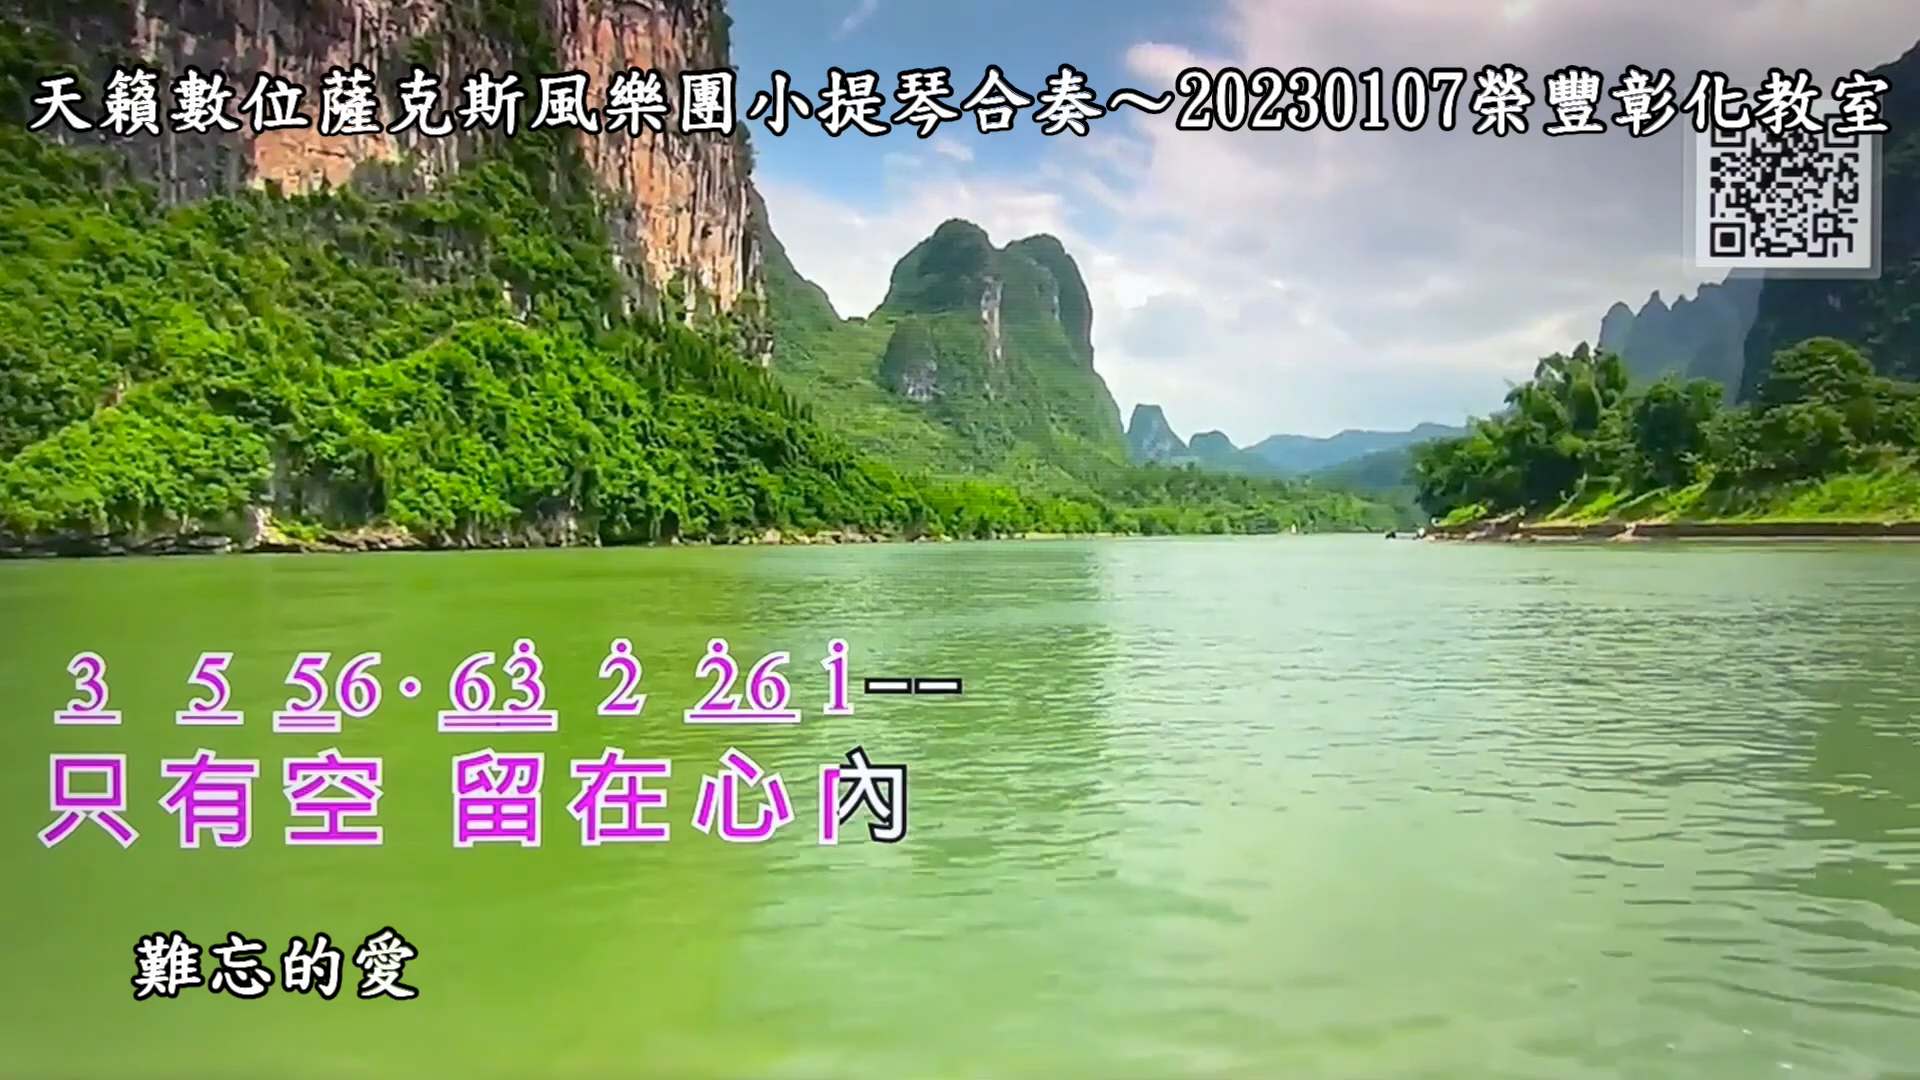 天籟數位薩克斯風樂團小提琴合奏～20230107榮豐彰化教室
3 5 56· 63̇ 2̇ 2̇6 1̇--
只有空 留在心內
難忘的愛